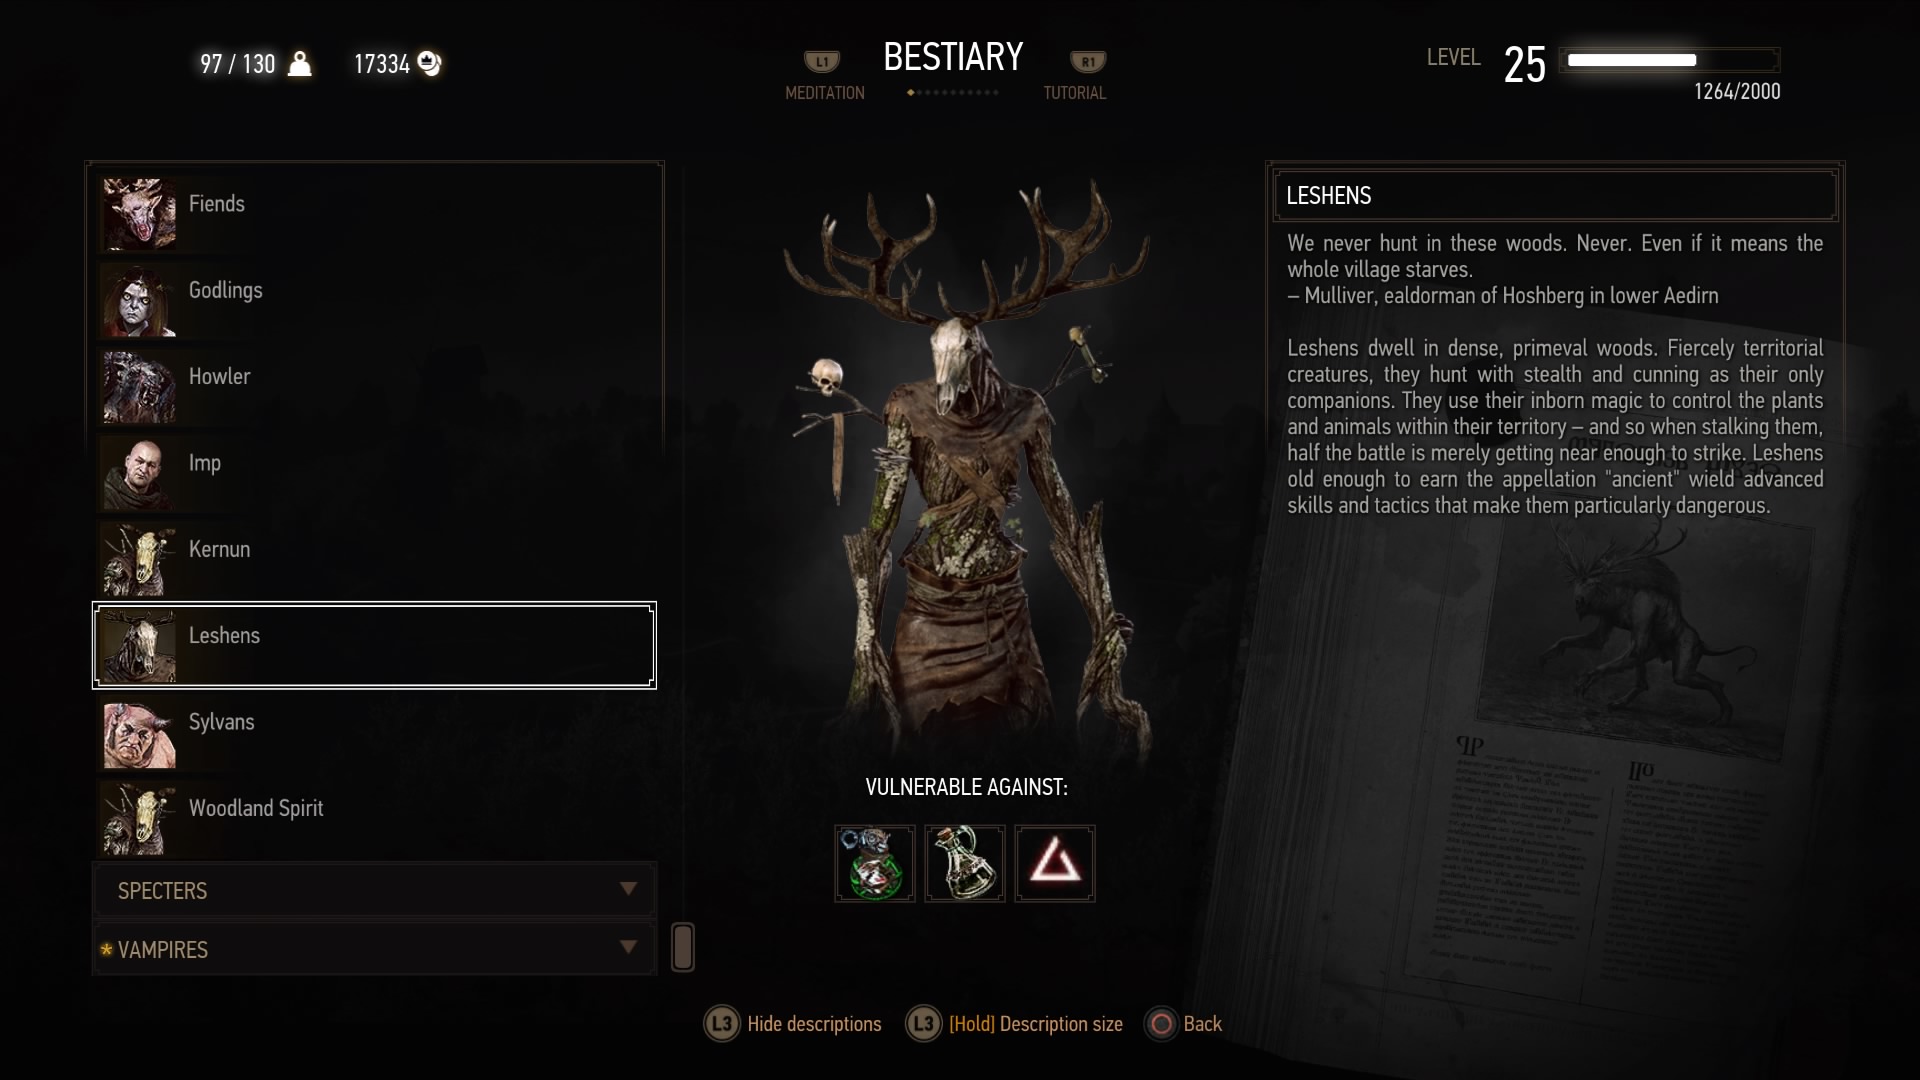 97 / 130
17334
L1
BESTIARY
R1
MEDITATION
TUTORIAL
LEVEL 25
1264/2000
Fiends
Godlings
Howler
Imp
Kernun
Leshens
Sylvans
Woodland Spirit
SPECTERS
* VAMPIRES
VULNERABLE AGAINST:
LESHENS
We never hunt in these woods. Never. Even if it means the
whole village starves.
– Mulliver, ealdorman of Hoshberg in lower Aedirn
Leshens dwell in dense, primeval woods. Fiercely territorial
creatures, they hunt with stealth and cunning as their only
companions. They use their inborn magic to control the plants
and animals within their territory – and so when stalking them,
half the battle is merely getting near enough to strike. Leshens
old enough to earn the appellation "ancient" wield advanced
skills and tactics that make them particularly dangerous.
L3 Hide descriptions
L3 [Hold] Description size
Back